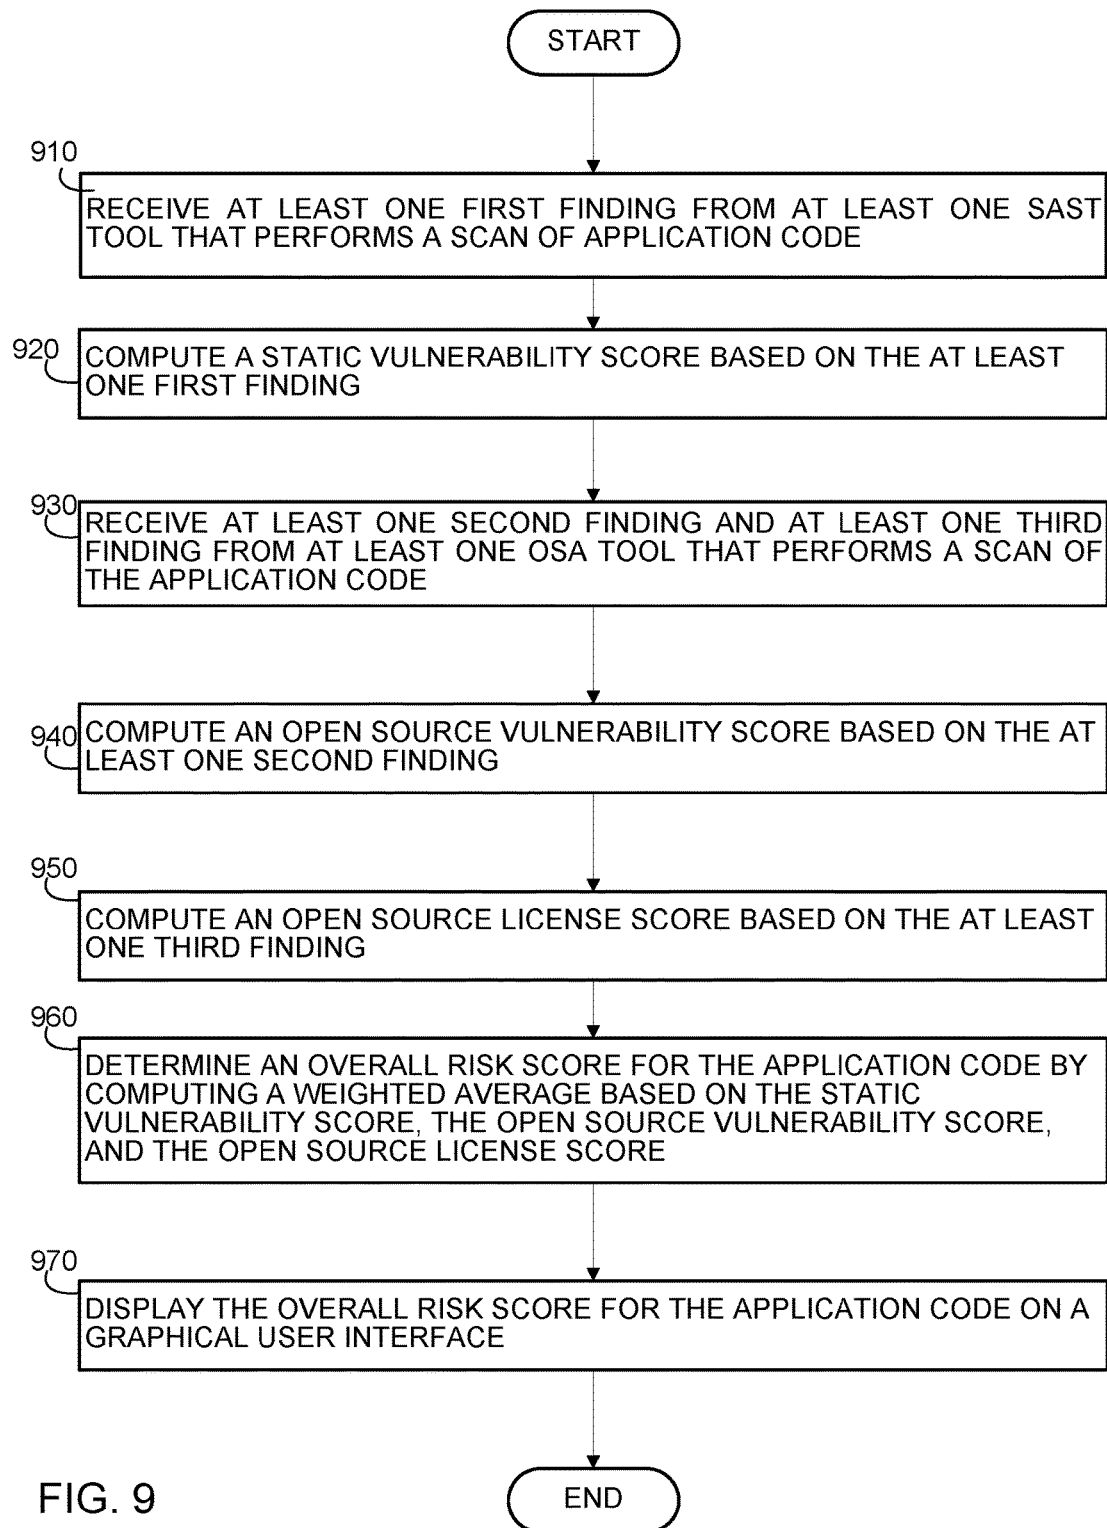 START
910
RECEIVE AT LEAST ONE FIRST FINDING FROM AT LEAST ONE SAST
TOOL THAT PERFORMS A SCAN OF APPLICATION CODE
920
COMPUTE A STATIC VULNERABILITY SCORE BASED ON THE AT LEAST
ONE FIRST FINDING
930
RECEIVE AT LEAST ONE SECOND FINDING AND AT LEAST ONE THIRD
FINDING FROM AT LEAST ONE OSA TOOL THAT PERFORMS A SCAN OF
THE APPLICATION CODE
940
COMPUTE AN OPEN SOURCE VULNERABILITY SCORE BASED ON THE AT
LEAST ONE SECOND FINDING
950
COMPUTE AN OPEN SOURCE LICENSE SCORE BASED ON THE AT LEAST
ONE THIRD FINDING
960
DETERMINE AN OVERALL RISK SCORE FOR THE APPLICATION CODE BY
COMPUTING A WEIGHTED AVERAGE BASED ON THE STATIC
VULNERABILITY SCORE, THE OPEN SOURCE VULNERABILITY SCORE,
AND THE OPEN SOURCE LICENSE SCORE
970
DISPLAY THE OVERALL RISK SCORE FOR THE APPLICATION CODE ON A
GRAPHICAL USER INTERFACE
END
FIG. 9